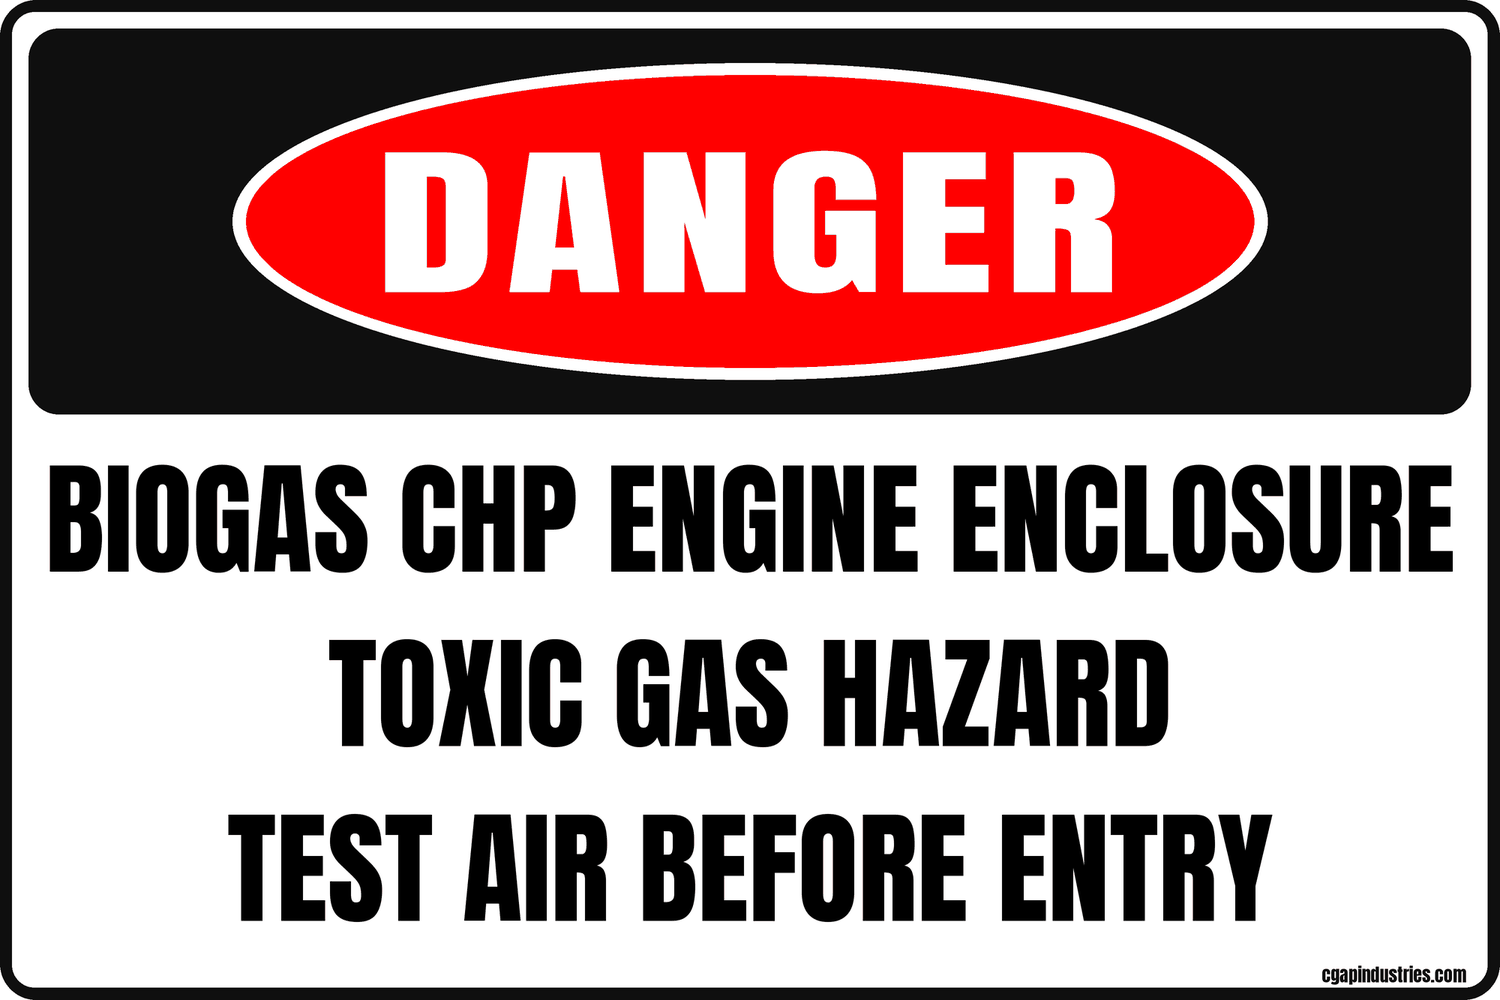 DANGER
BIOGAS CHP ENGINE ENCLOSURE
TOXIC GAS HAZARD
TEST AIR BEFORE ENTRY
cgapindustries.com